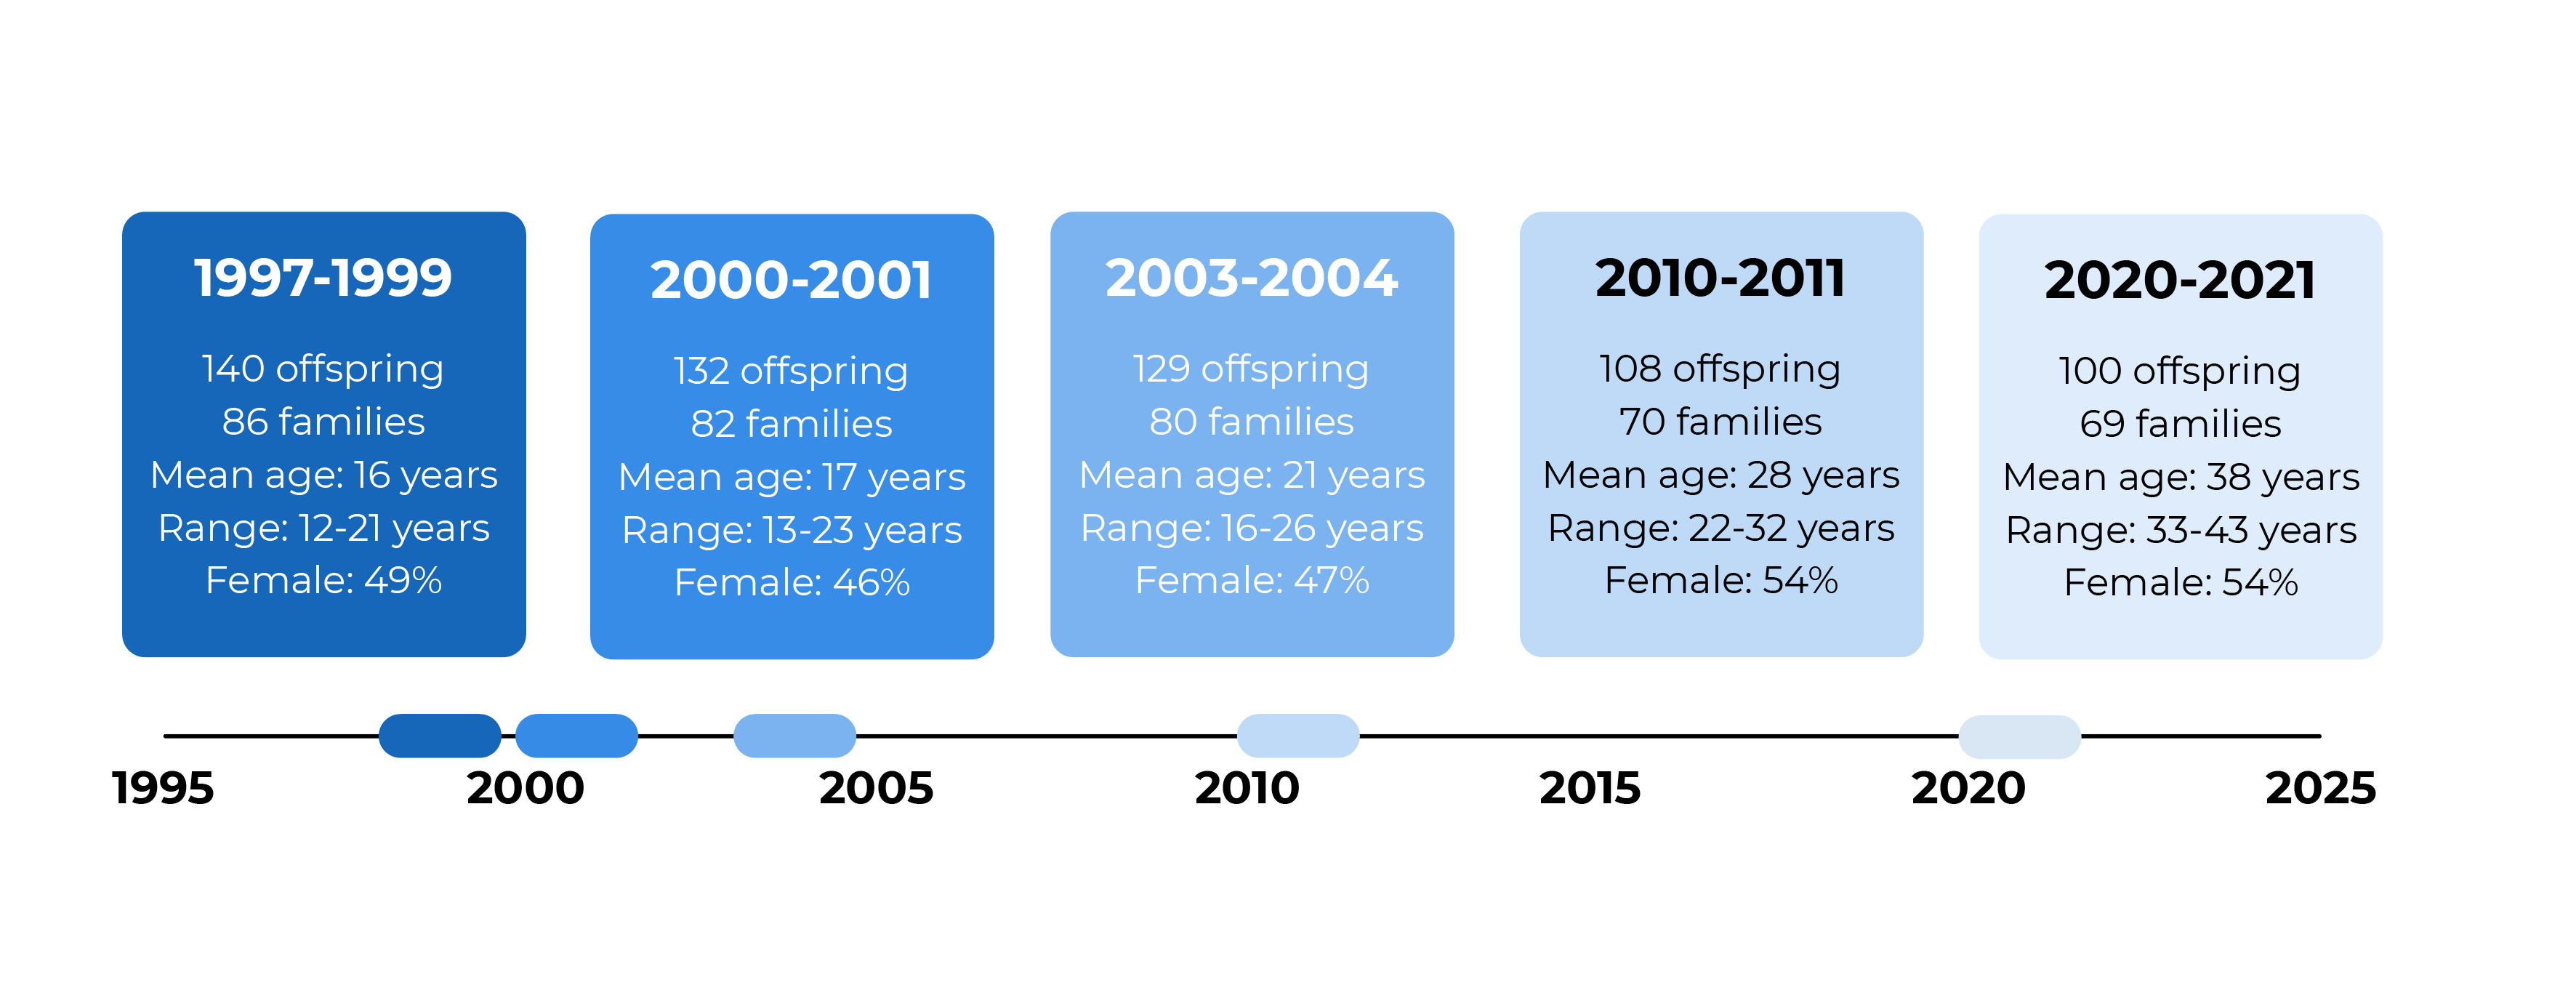 1997-1999
140 offspring
86 families
Mean age: 16 years
Range: 12-21 years
Female: 49%
2000-2001
132 offspring
82 families
Mean age: 17 years
Range: 13-23 years
Female: 46%
2003-2004
129 offspring
80 families
Mean age: 21 years
Range: 16-26 years
Female: 47%
2010-2011
108 offspring
70 families
Mean age: 28 years
Range: 22-32 years
Female: 54%
2020-2021
100 offspring
69 families
Mean age: 38 years
Range: 33-43 years
Female: 54%
1995 2000 2005 2010 2015 2020 2025